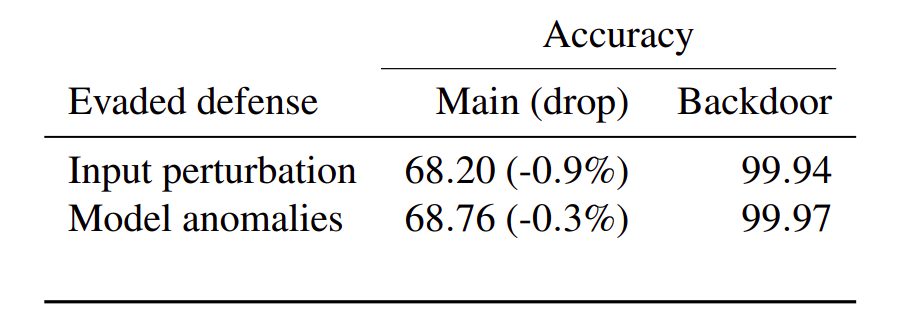 Accuracy
Evaded defense Main (drop) Backdoor
Input perturbation 68.20 (-0.9%) 99.94
Model anomalies 68.76 (-0.3%) 99.97